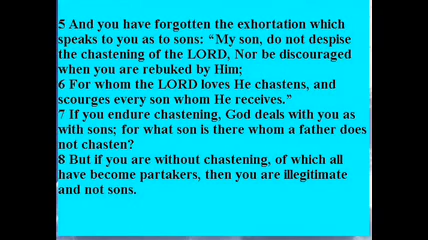 5 And you have forgotten the exhortation which
speaks to you as to sons: “My son, do not despise
the chastening of the LORD, Nor be discouraged
when you are rebuked by Him;
6 For whom the LORD loves He chastens, and
scourges every son whom He receives.”
7 If you endure chastening, God deals with you as
with sons; for what son is there whom a father does
not chasten?
8 But if you are without chastening, of which all
have become partakers, then you are illegitimate
and not sons.